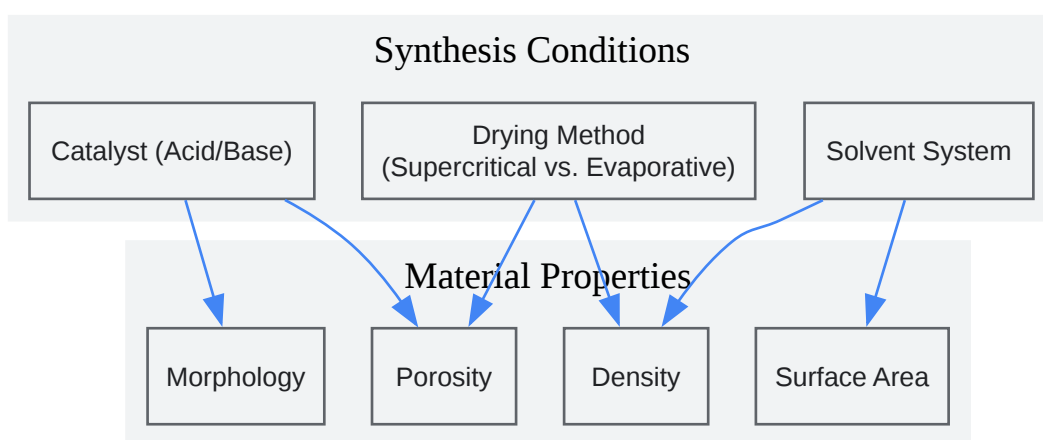 Synthesis Conditions
Catalyst (Acid/Base)
Drying Method
(Supercritical vs. Evaporative)
Solvent System
Material Properties
Morphology
Porosity
Density
Surface Area